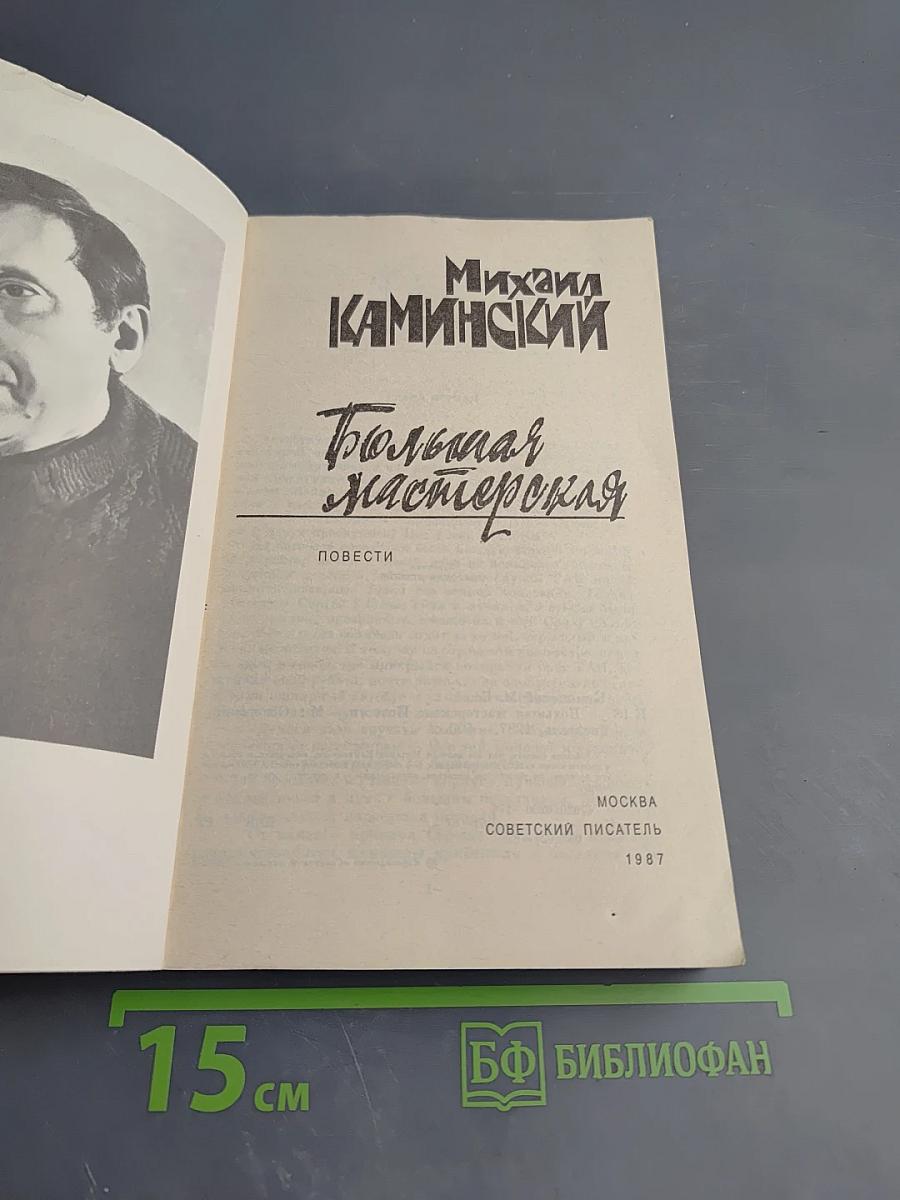 Михаил
КАМИНСКИЙ
Большая
мастерская
ПОВЕСТИ
МОСКВА
СОВЕТСКИЙ ПИСАТЕЛЬ
1987
15 см
БФ БИБЛИОФАН